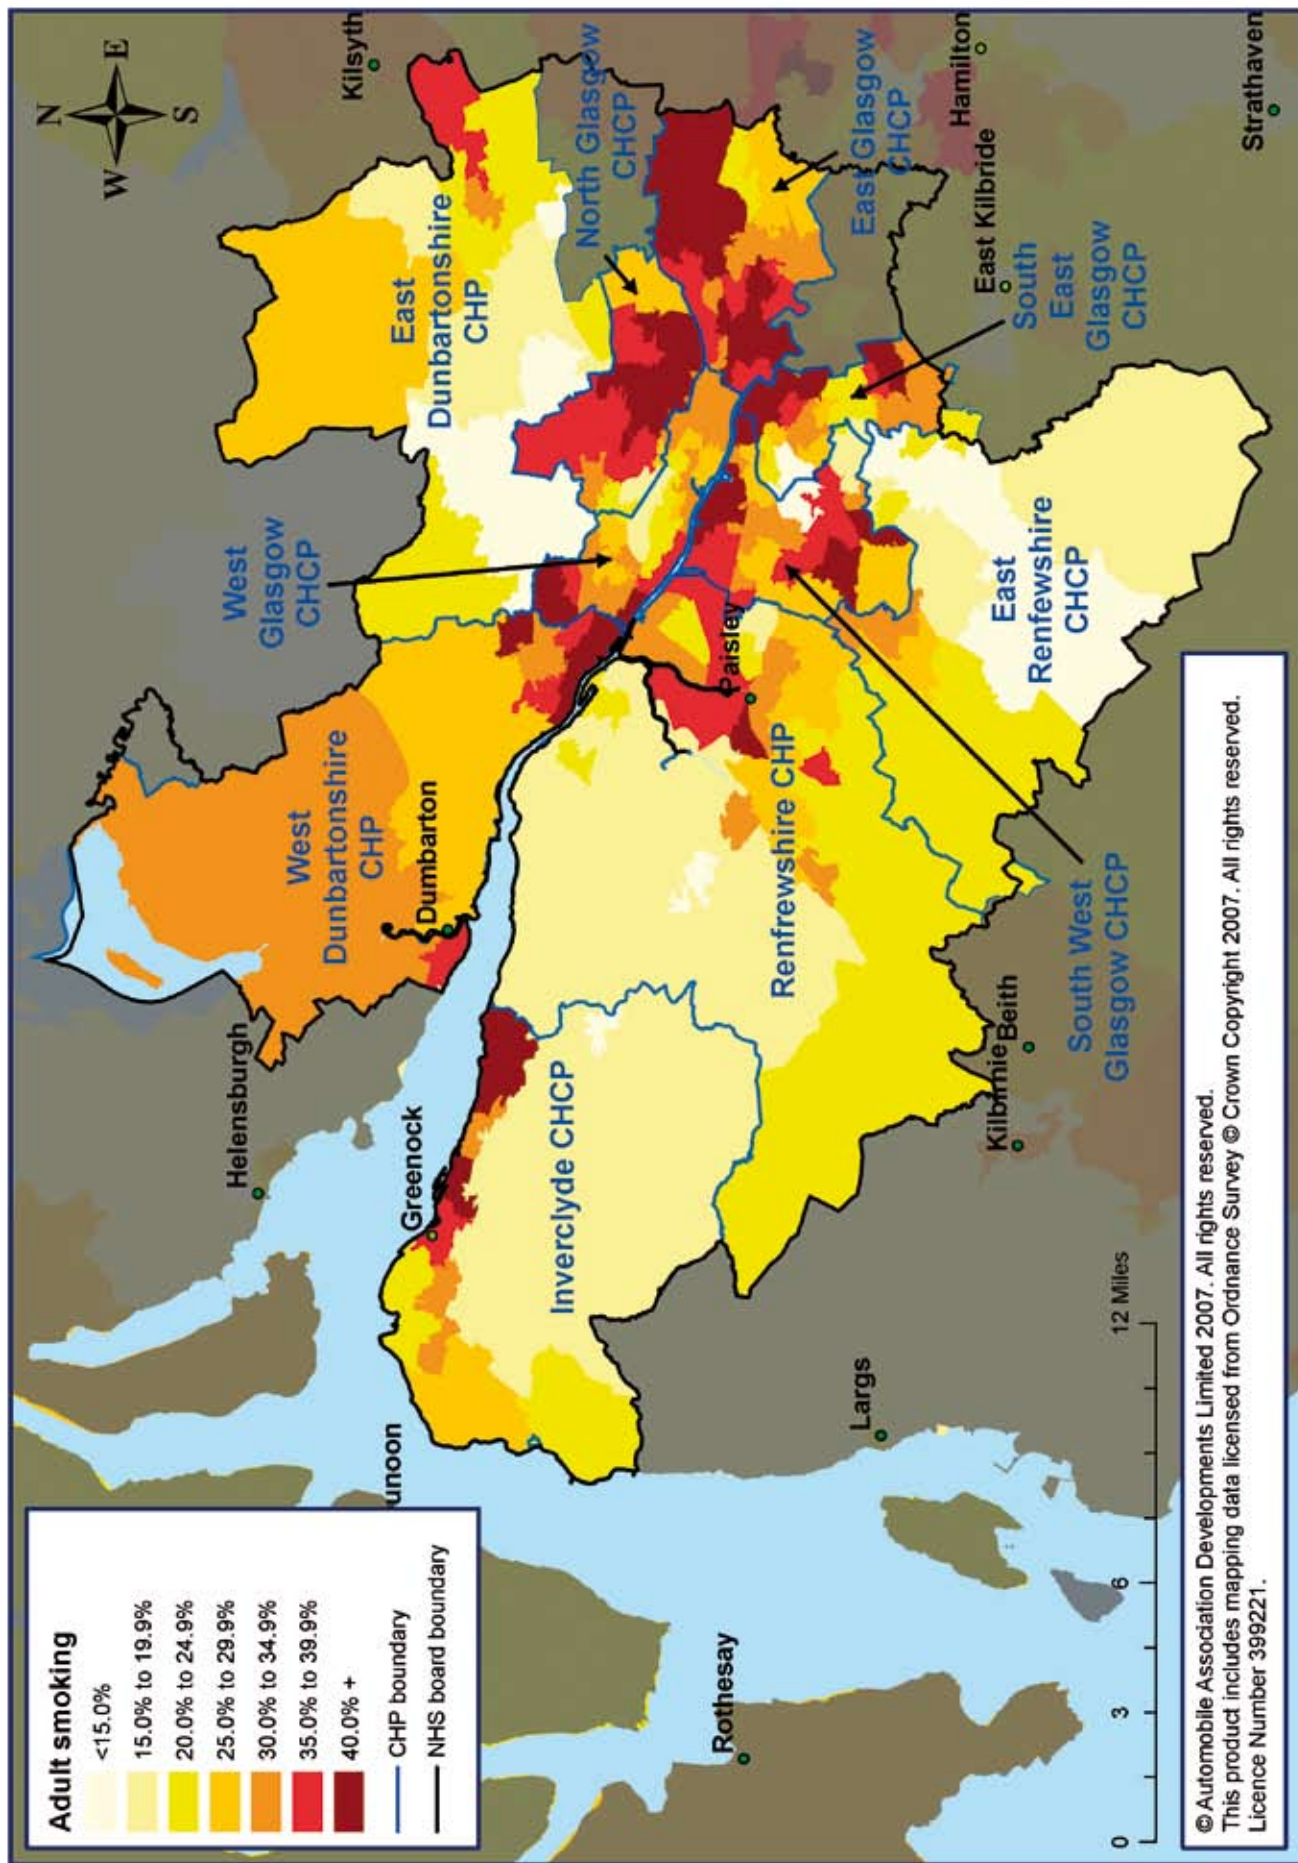 Adult smoking
<15.0%
15.0% to 19.9%
20.0% to 24.9%
25.0% to 29.9%
30.0% to 34.9%
35.0% to 39.9%
40.0% +
CHP boundary
NHS board boundary
N
W
E
S
Helensburgh
Greenock
unoon
Inverclyde CHCP
Largs
Rothesay
West
Dunbartonshire
CHP
Dumbarton
West
Glasgow
CHCP
East
Dunbartonshire
CHP
Kilsyth
North Glasgow
CHCP
East Glasgow
CHCP
Hamilton
East Kilbride
South
East
Glasgow
CHCP
Strathaven
Paisley
Renfrewshire CHP
East
Renfewshire
CHCP
South West
Glasgow CHCP
Beith
Kilbirnie
0
3
6
12 Miles
© Automobile Association Developments Limited 2007. All rights reserved.
This product includes mapping data licensed from Ordnance Survey © Crown Copyright 2007. All rights reserved.
Licence Number 399221.